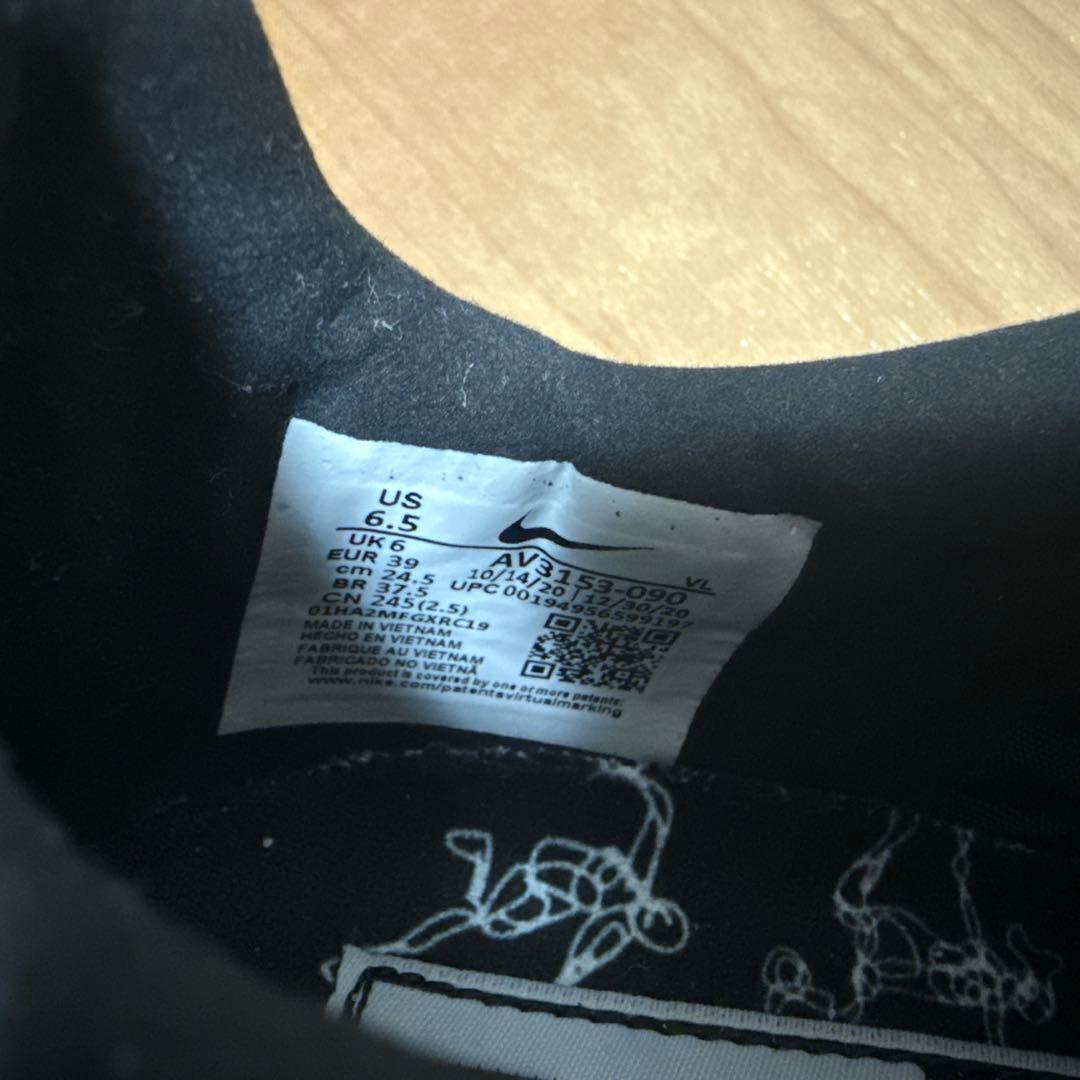 US
6.5
UK 6
EUR 39
cm 24.5
BR 37.5
CN 245(2.5)
01HA2MFGXRC19
VL
AV3153-090
10/14/20 | 12/30/20
UPC 00194956599197
MADE IN VIETNAM
HECHO EN VIETNAM
FABRIQUE AU VIETNAM
FABRICADO NO VIETNÃ
This product is covered by one or more patents:
www.nike.com/patentsvirtualmarking